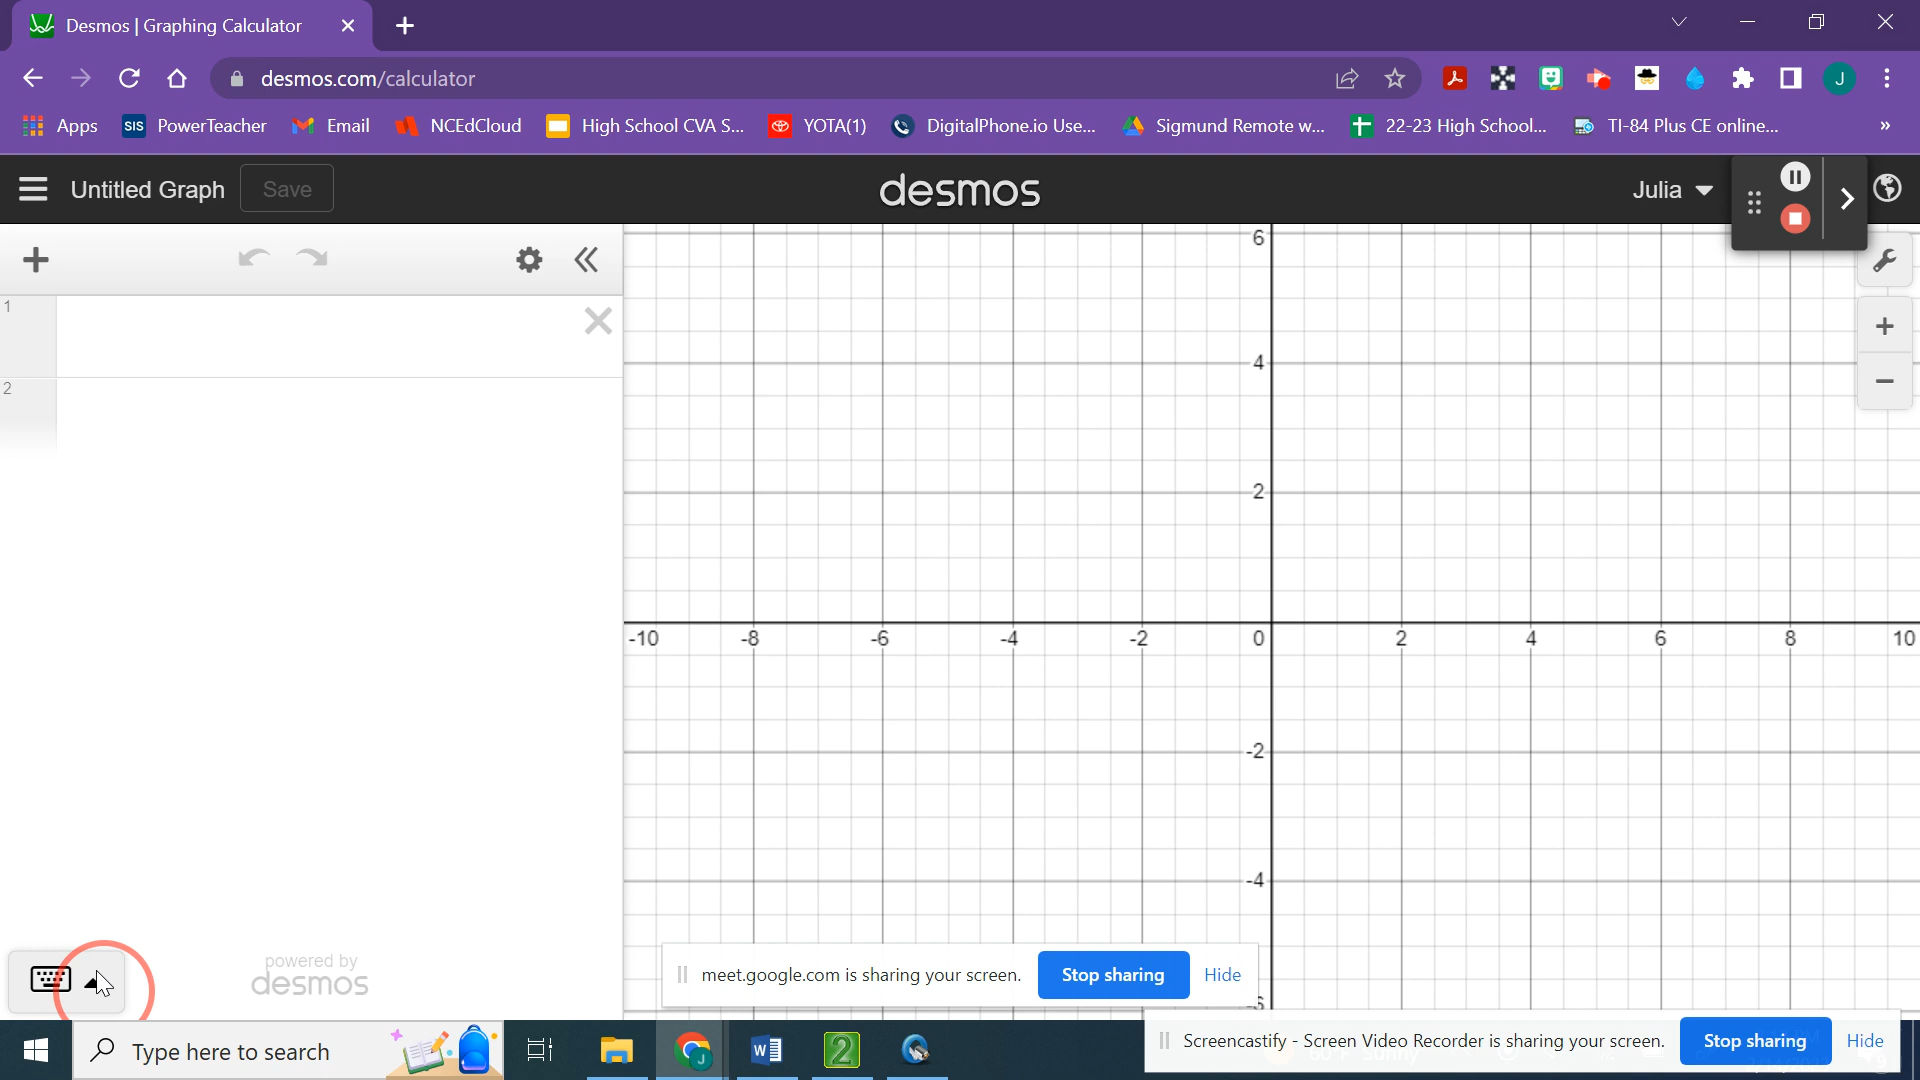 Desmos | Graphing Calculator
desmos.com/calculator
J
Apps
SIS PowerTeacher
Email
NCEdCloud
High School CVA S...
YOTA(1)
DigitalPhone.io Use...
Sigmund Remote w...
22-23 High School...
TI-84 Plus CE online...
»
Untitled Graph
Save
desmos
Julia
1
2
6
4
2
-10 -8 -6 -4 -2 0 2 4 6 8 10
-2
-4
powered by
desmos
meet.google.com is sharing your screen.
Stop sharing
Hide
Type here to search
Screencastify - Screen Video Recorder is sharing your screen.
Stop sharing
Hide